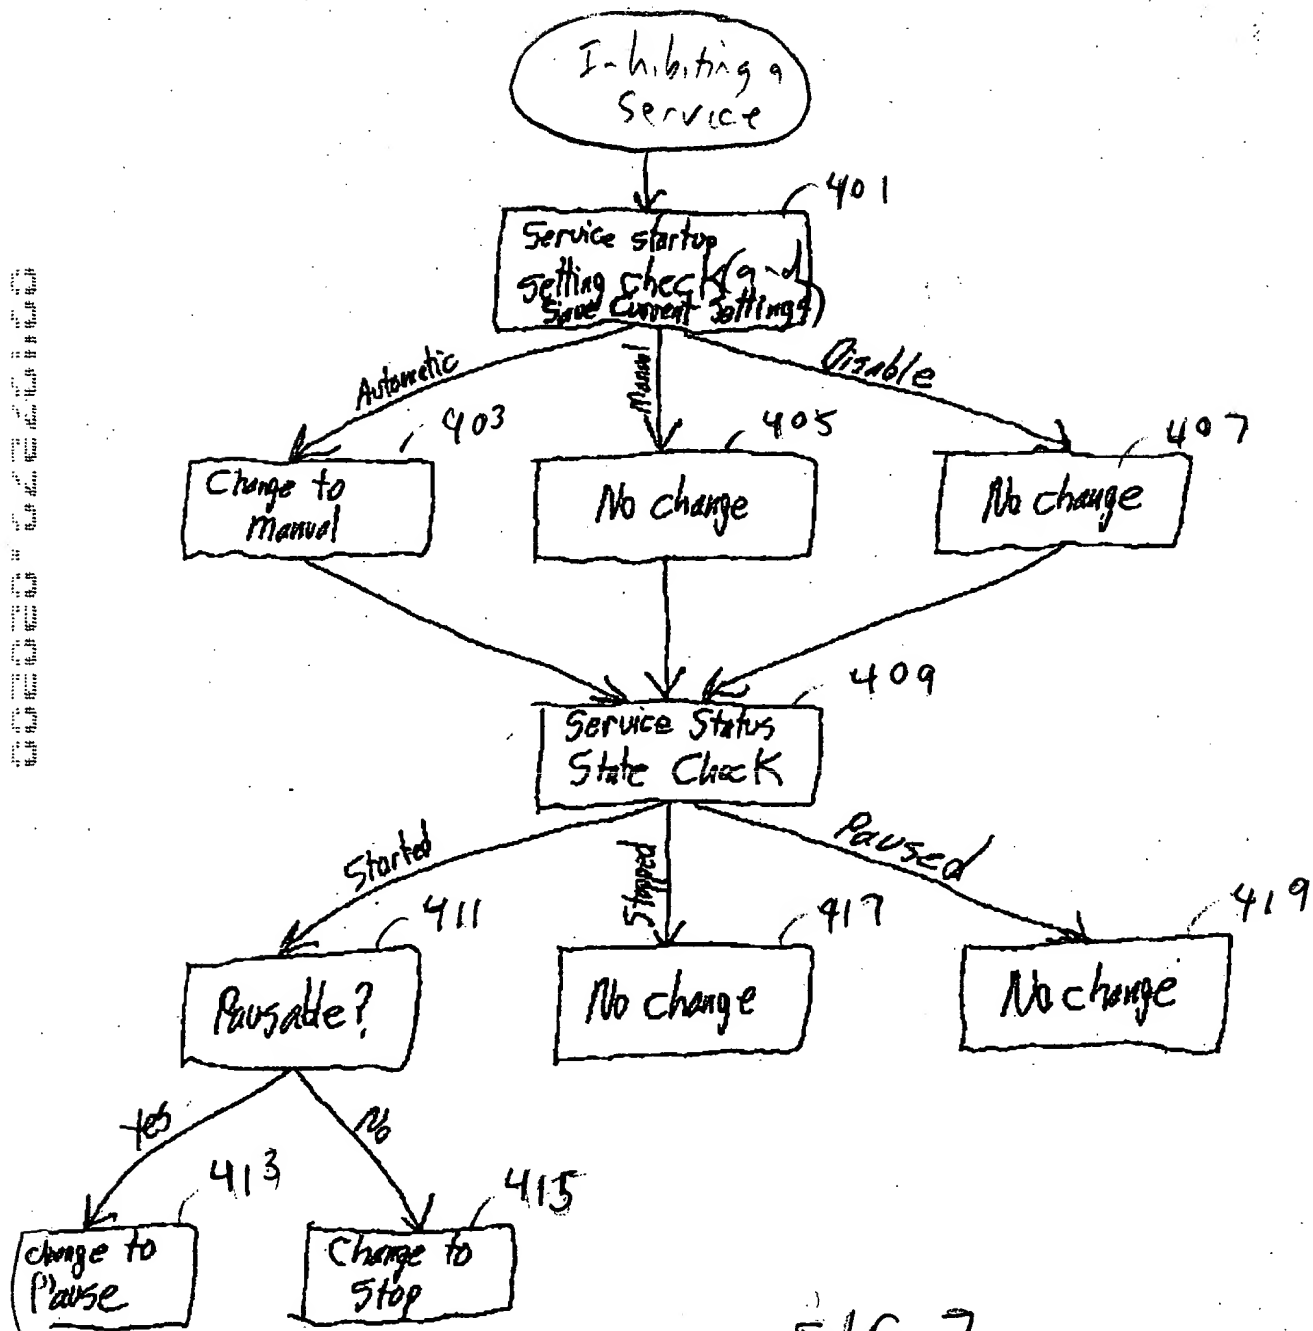 Inhibiting a
Service
401
Service startup
Setting check (and
Save Current Settings)
Automatic
Manual
Disable
403
405
407
Change to
Manual
No change
No change
409
Service Status
State Check
Started
Stopped
Paused
411
417
419
Pausable?
No change
No change
Yes
No
413
415
Change to
Pause
Change to
Stop